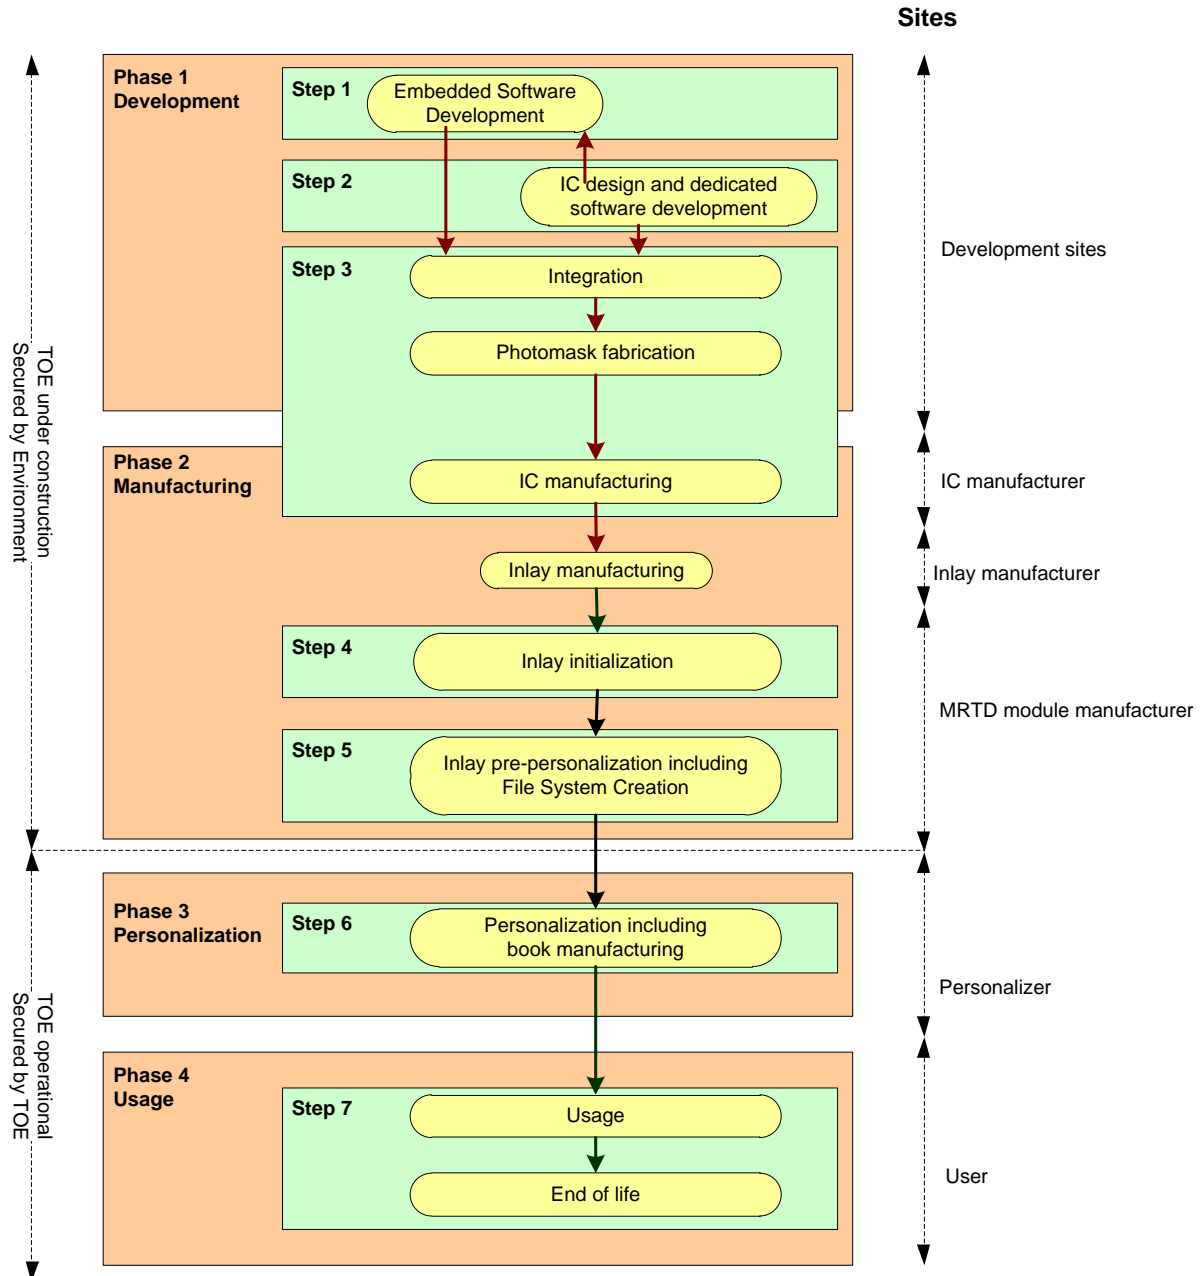 Sites
Phase 1
Development
Step 1
Embedded Software
Development
Step 2
IC design and dedicated
software development
Step 3
Integration
Development sites
Photomask fabrication
TOE under construction
Secured by Environment
Phase 2
Manufacturing
IC manufacturing
IC manufacturer
Inlay manufacturing
Inlay manufacturer
Step 4
Inlay initialization
MRTD module manufacturer
Step 5
Inlay pre-personalization including
File System Creation
Phase 3
Personalization
Step 6
Personalization including
book manufacturing
Personalizer
TOE operational
Secured by TOE
Phase 4
Usage
Step 7
Usage
End of life
User